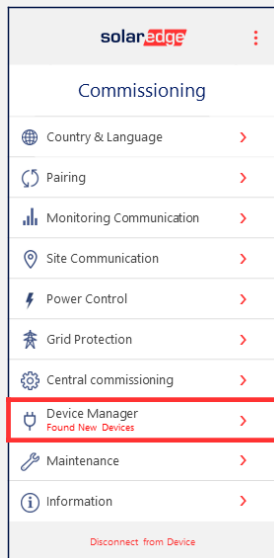 solaredge
Commissioning
Country & Language
Pairing
Monitoring Communication
Site Communication
Power Control
Grid Protection
Central commissioning
Device Manager
Found New Devices
Maintenance
Information
Disconnect from Device